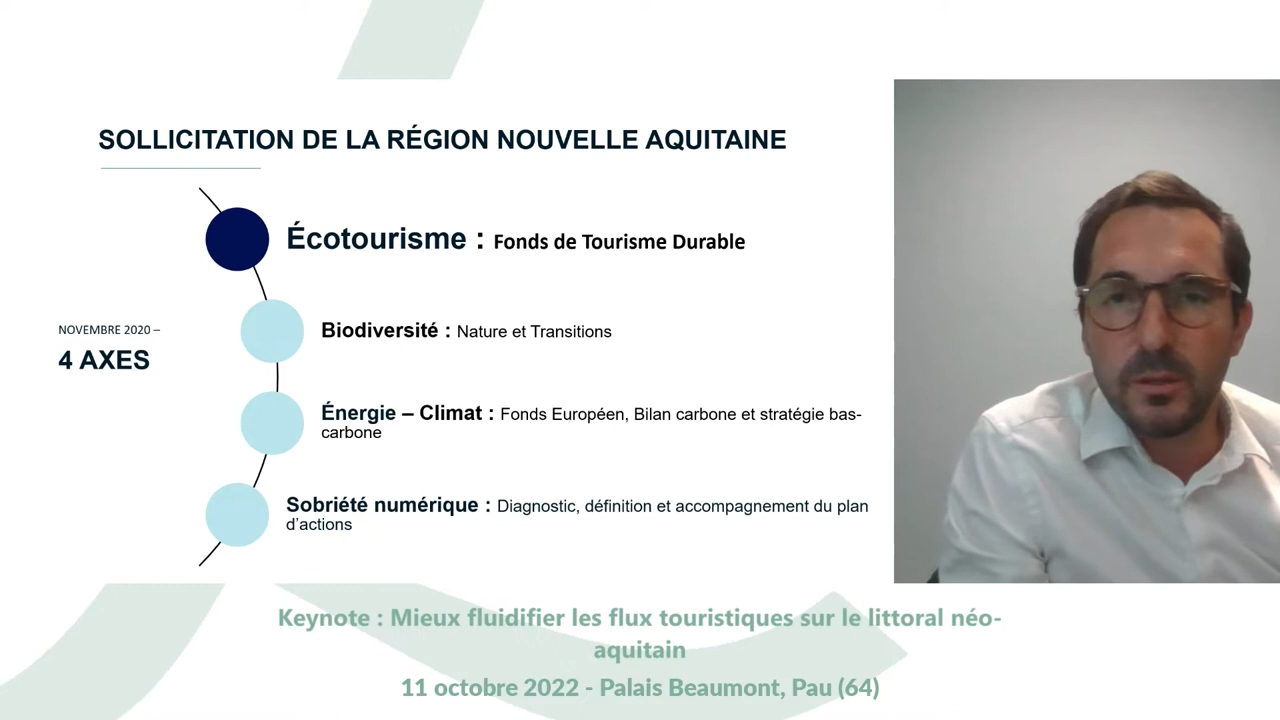 SOLLICITATION DE LA RÉGION NOUVELLE AQUITAINE
Écotourisme : Fonds de Tourisme Durable
NOVEMBRE 2020 –
4 AXES
Biodiversité : Nature et Transitions
Énergie – Climat : Fonds Européen, Bilan carbone et stratégie bas-
carbone
Sobriété numérique : Diagnostic, définition et accompagnement du plan
d'actions
Keynote : Mieux fluidifier les flux touristiques sur le littoral néo-
aquitain
11 octobre 2022 - Palais Beaumont, Pau (64)